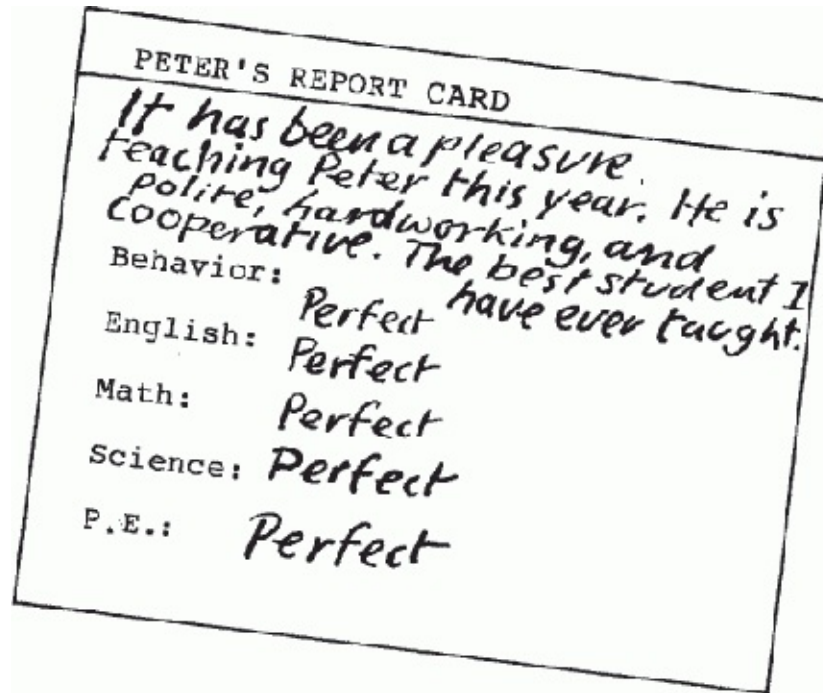 PETER'S REPORT CARD
It has been a pleasure.
teaching Peter this year. He is
polite, hardworking, and
cooperative. The best student I
have ever taught.
Behavior: Perfect
English: Perfect
Math: Perfect
Science: Perfect
P.E.: Perfect